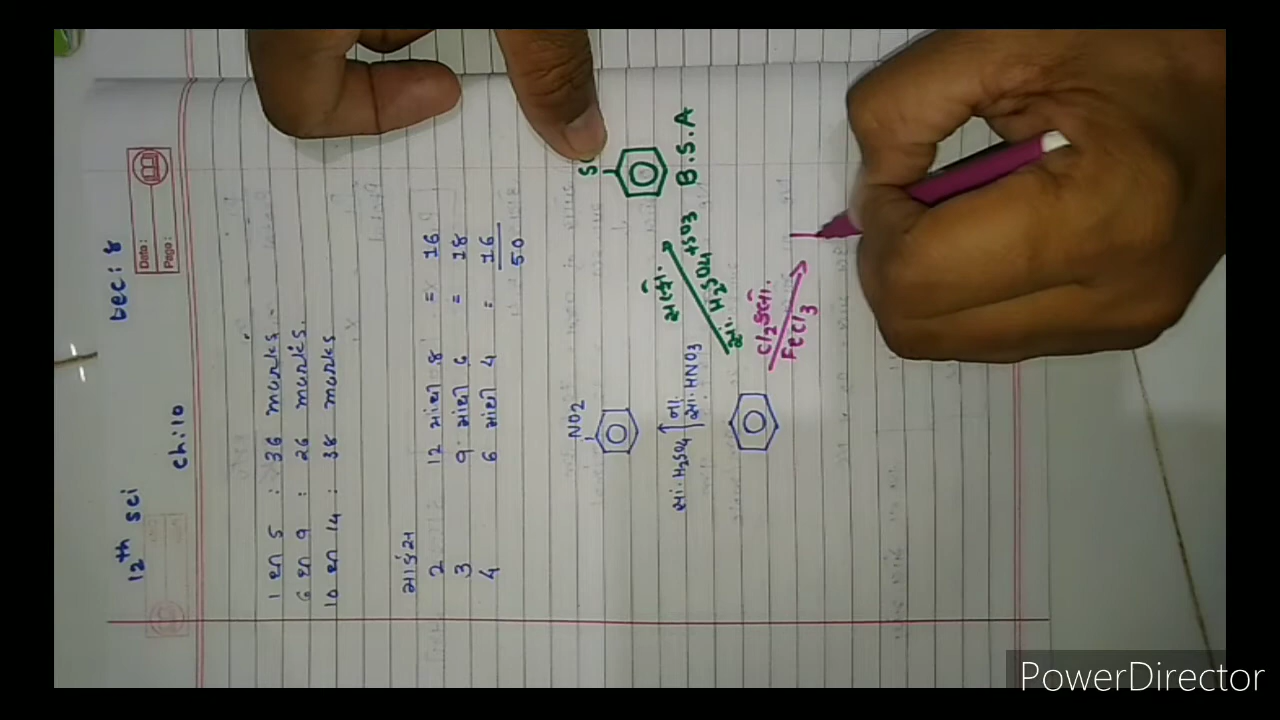 Dec : 8
12th sci
ch : 10
Date :
Page :
1 થી 5 : 36 marks
6 થી 9 : 26 marks.
10 થી 14 : 38 marks
માર્કસ
2 12 માંથી 8 = 16
3 9 માંથી 6 = 18
4 6 માંથી 4 = 16
50
NO2
S
B.S.A
સાં. H2SO4
સાં. HNO3
સાં. H2SO4 + SO3
Cl2
FeCl3
PowerDirector